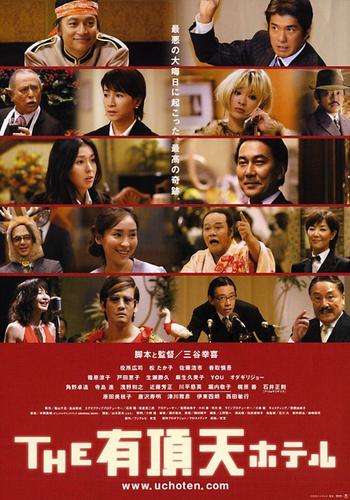 最悪の大晦日に起こった、最高の奇跡。
脚本と監督／三谷幸喜
役所広司 松たか子 佐藤浩市 香取慎吾
篠原涼子 戸田恵子 生瀬勝久 麻生久美子 YOU オダギリジョー
角野卓造 寺島進 浅野和之 近藤芳正 川平慈英 堀内敬子 梶原善 石井正則
原田美枝子 唐沢寿明 津川雅彦 伊東四朗 西田敏行
THE 有頂天ホテル
www.uchoten.com